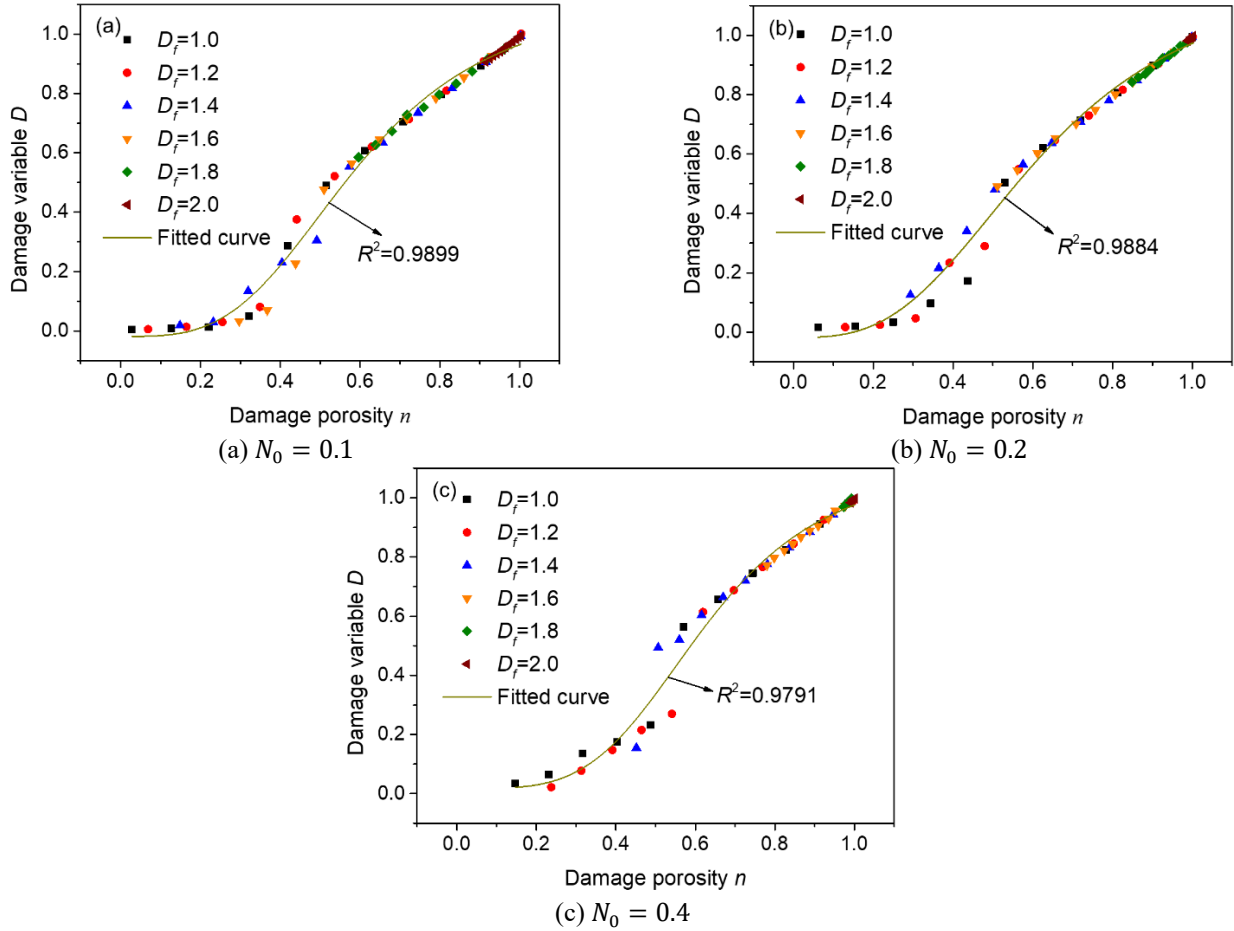 (a)
D_f=1.0
D_f=1.2
D_f=1.4
D_f=1.6
D_f=1.8
D_f=2.0
Fitted curve
R²=0.9899
Damage variable D
1.0
0.8
0.6
0.4
0.2
0.0
0.0 0.2 0.4 0.6 0.8 1.0
Damage porosity n
(a) N₀ = 0.1
(b)
D_f=1.0
D_f=1.2
D_f=1.4
D_f=1.6
D_f=1.8
D_f=2.0
Fitted curve
R²=0.9884
Damage variable D
1.0
0.8
0.6
0.4
0.2
0.0
0.0 0.2 0.4 0.6 0.8 1.0
Damage porosity n
(b) N₀ = 0.2
(c)
D_f=1.0
D_f=1.2
D_f=1.4
D_f=1.6
D_f=1.8
D_f=2.0
Fitted curve
R²=0.9791
Damage variable D
1.0
0.8
0.6
0.4
0.2
0.0
0.0 0.2 0.4 0.6 0.8 1.0
Damage porosity n
(c) N₀ = 0.4